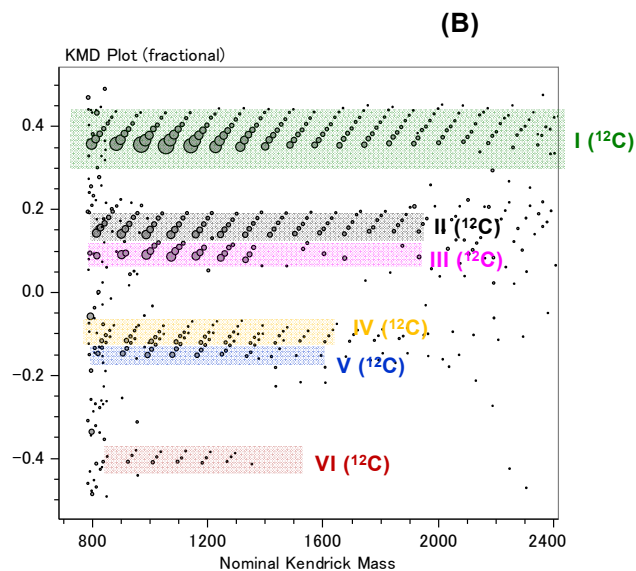 (B)
KMD Plot (fractional)
0.4
I (¹²C)
0.2
II (¹²C)
III (¹²C)
0.0
IV (¹²C)
V (¹²C)
−0.2
−0.4
VI (¹²C)
800 1200 1600 2000 2400
Nominal Kendrick Mass